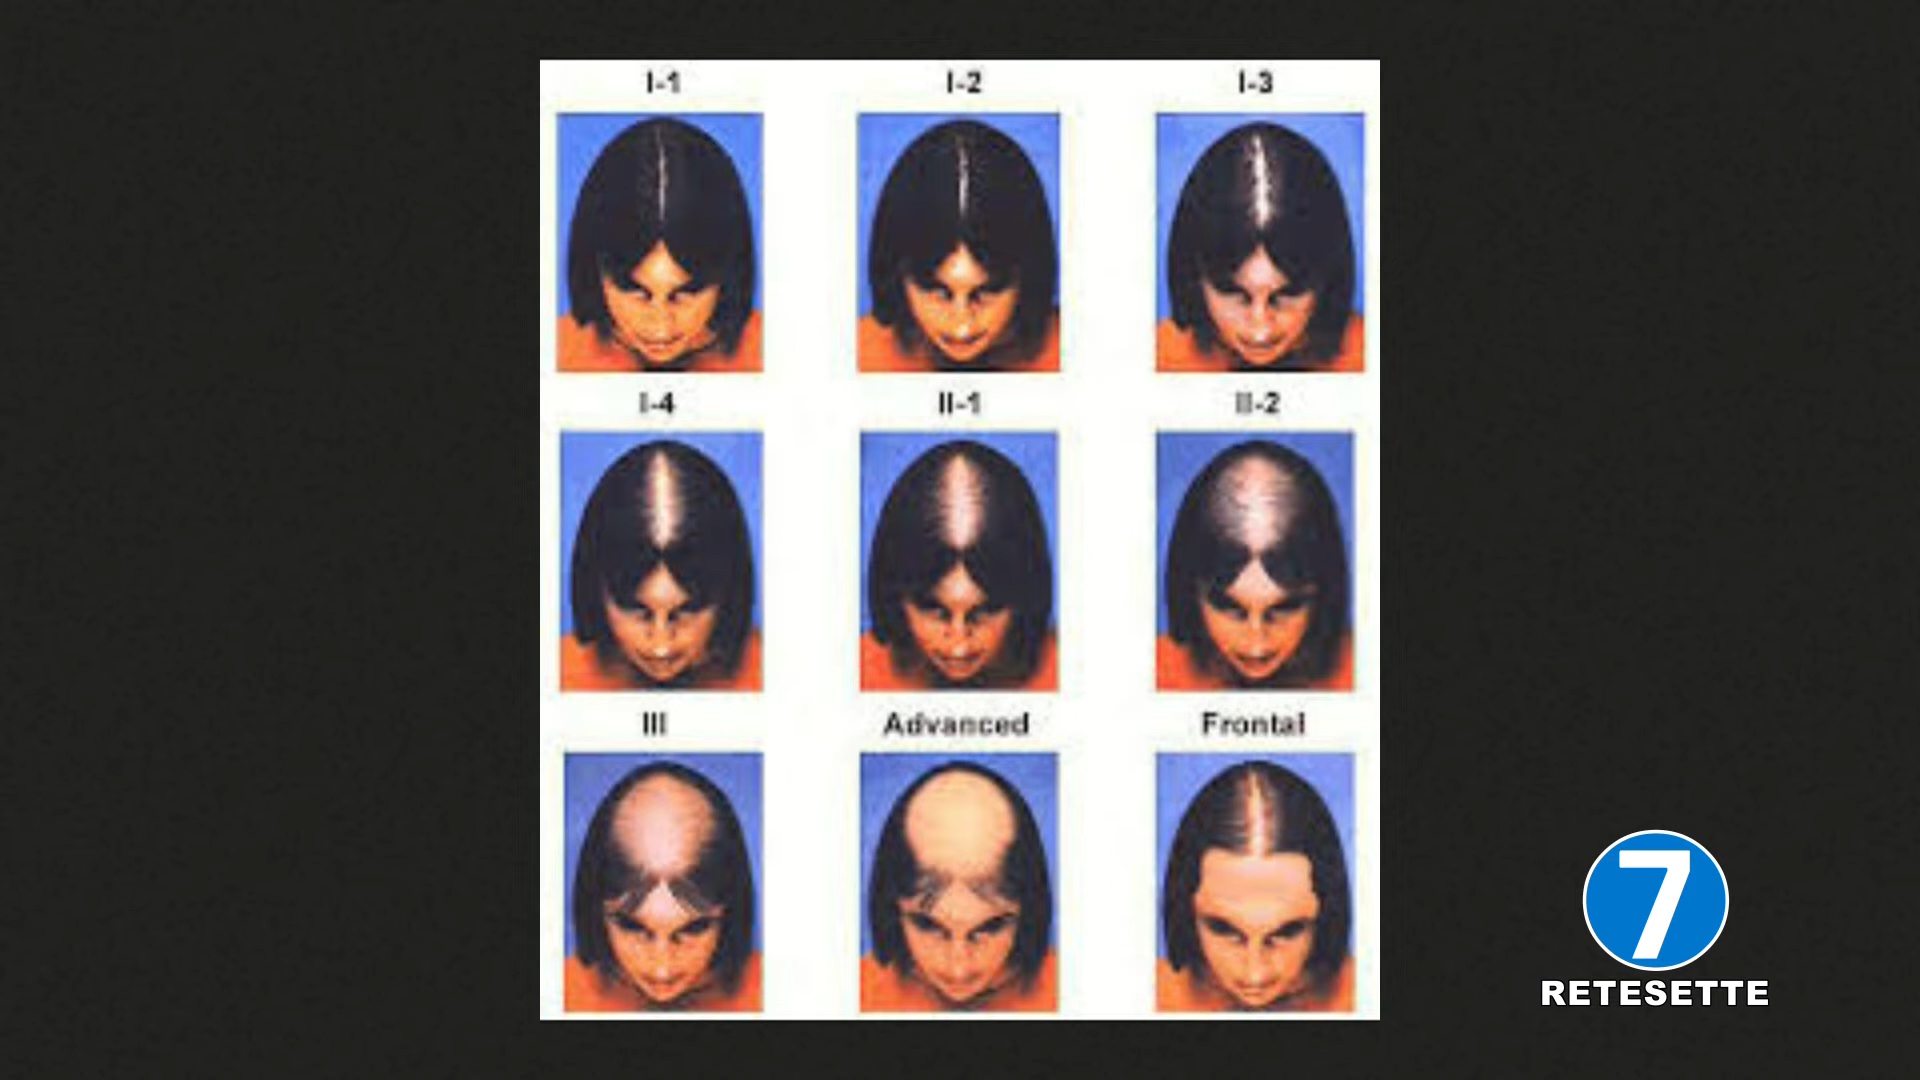 I-1
I-2
I-3
I-4
II-1
II-2
III
Advanced
Frontal
7
RETESETTE